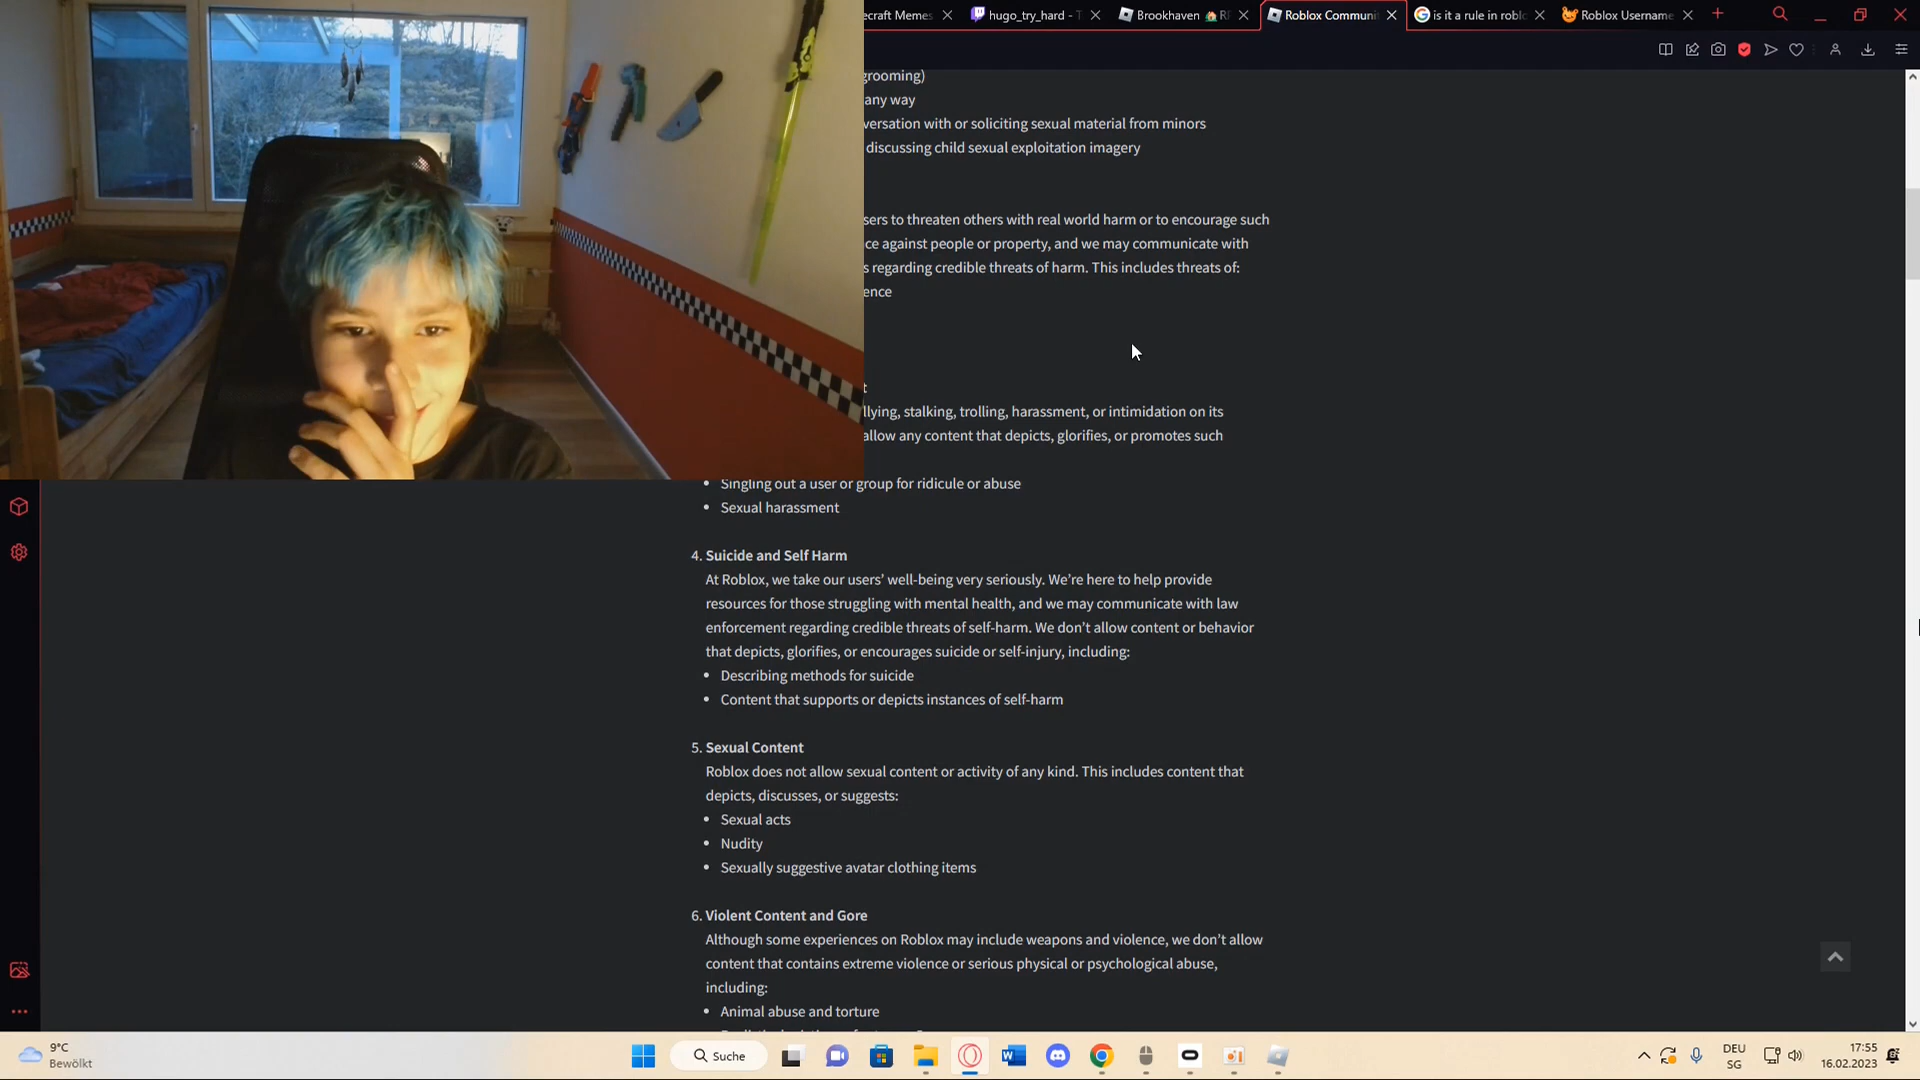 ecraft Memes
hugo_try_hard - T
Brookhaven 🏠 R
Roblox Communi
is it a rule in roblo
Roblox Username
grooming)
any way
versation with or soliciting sexual material from minors
discussing child sexual exploitation imagery
sers to threaten others with real world harm or to encourage such
ce against people or property, and we may communicate with
s regarding credible threats of harm. This includes threats of:
ence
t
llying, stalking, trolling, harassment, or intimidation on its
allow any content that depicts, glorifies, or promotes such
• Singling out a user or group for ridicule or abuse
• Sexual harassment
4. Suicide and Self Harm
At Roblox, we take our users’ well-being very seriously. We’re here to help provide
resources for those struggling with mental health, and we may communicate with law
enforcement regarding credible threats of self-harm. We don’t allow content or behavior
that depicts, glorifies, or encourages suicide or self-injury, including:
• Describing methods for suicide
• Content that supports or depicts instances of self-harm
5. Sexual Content
Roblox does not allow sexual content or activity of any kind. This includes content that
depicts, discusses, or suggests:
• Sexual acts
• Nudity
• Sexually suggestive avatar clothing items
6. Violent Content and Gore
Although some experiences on Roblox may include weapons and violence, we don’t allow
content that contains extreme violence or serious physical or psychological abuse,
including:
• Animal abuse and torture
9°C
Bewölkt
Suche
DEU
SG
17:55
16.02.2023